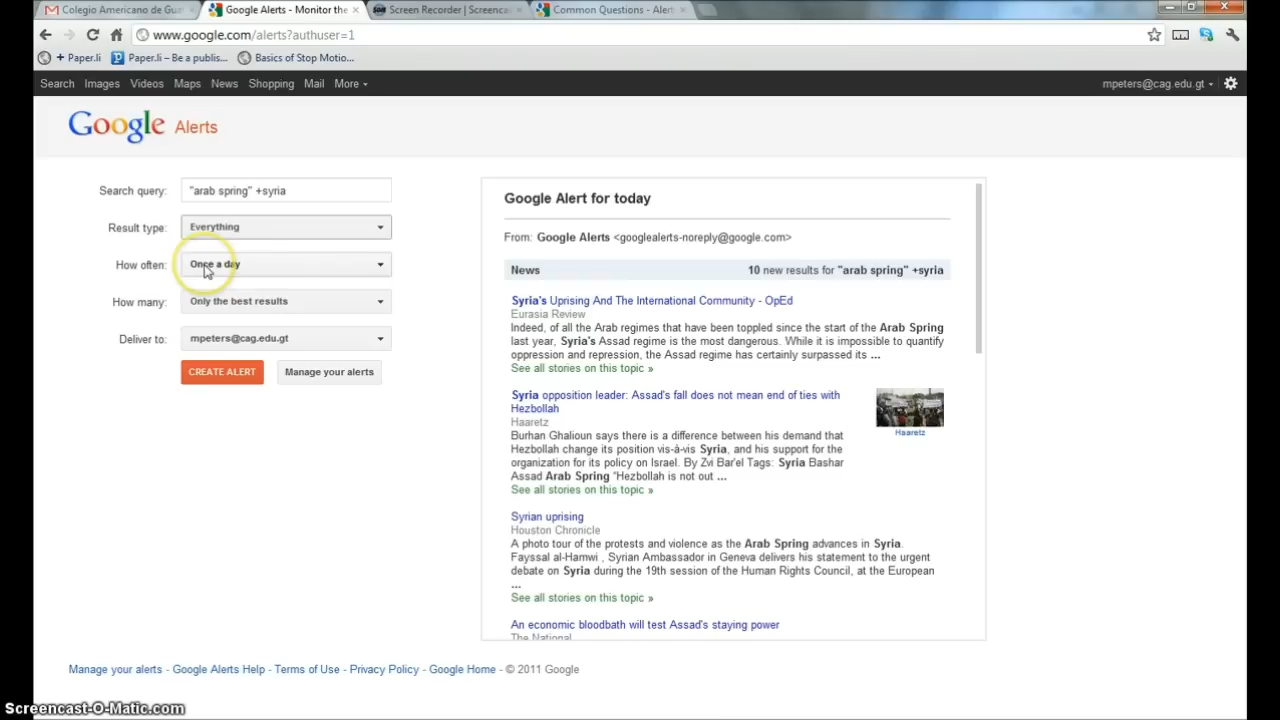 Colegio Americano de Gua
Google Alerts - Monitor the
Screen Recorder | Screenca
Common Questions - Alert
www.google.com/alerts?authuser=1
+ Paper.li
Paper.li – Be a publis...
Basics of Stop Motio...
Search Images Videos Maps News Shopping Mail More
mpeters@cag.edu.gt
Google Alerts
Search query: "arab spring" +syria
Result type: Everything
How often: Once a day
How many: Only the best results
Deliver to: mpeters@cag.edu.gt
CREATE ALERT Manage your alerts
Google Alert for today
From: Google Alerts <googlealerts-noreply@google.com>
News 10 new results for "arab spring" +syria
Syria's Uprising And The International Community - OpEd
Eurasia Review
Indeed, of all the Arab regimes that have been toppled since the start of the Arab Spring
last year, Syria's Assad regime is the most dangerous. While it is impossible to quantify
oppression and repression, the Assad regime has certainly surpassed its ...
See all stories on this topic »
Syria opposition leader: Assad's fall does not mean end of ties with
Hezbollah
Haaretz
Burhan Ghalioun says there is a difference between his demand that
Hezbollah change its position vis-à-vis Syria, and his support for the
organization for its policy on Israel. By Zvi Bar'el Tags: Syria Bashar
Assad Arab Spring "Hezbollah is not out ...
See all stories on this topic »
Haaretz
Syrian uprising
Houston Chronicle
A photo tour of the protests and violence as the Arab Spring advances in Syria.
Fayssal al-Hamwi , Syrian Ambassador in Geneva delivers his statement to the urgent
debate on Syria during the 19th session of the Human Rights Council, at the European
...
See all stories on this topic »
An economic bloodbath will test Assad's staying power
The National
Manage your alerts - Google Alerts Help - Terms of Use - Privacy Policy - Google Home - © 2011 Google
Screencast-O-Matic.com